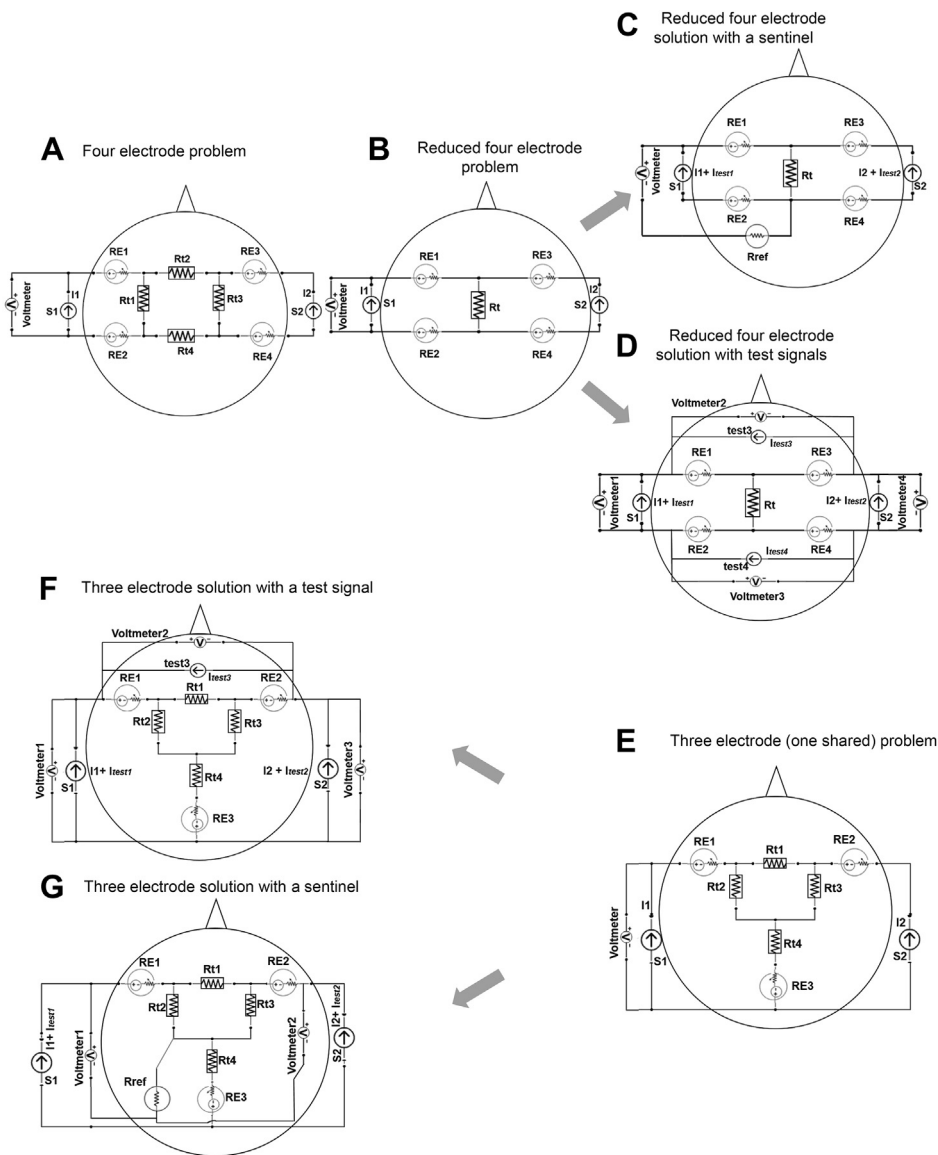 C
Reduced four electrode
solution with a sentinel
RE1
RE3
Voltmeter
+
−
I1+ Itest1
S1
Rt
I2 + Itest2
S2
RE2
RE4
Rref
A
Four electrode problem
RE1
Rt2
RE3
Voltmeter
V
+
−
I1
S1
Rt1
Rt3
I2
S2
RE2
Rt4
RE4
B
Reduced four electrode
problem
RE1
RE3
Voltmeter
V
+
−
I1
S1
Rt
I2
S2
RE2
RE4
D
Reduced four electrode
solution with test signals
Voltmeter2
+ V −
test3
Itest3
RE1
RE3
Voltmeter1
V
+
−
I1+ Itest1
S1
Rt
I2+ Itest2
S2
Voltmeter4
V
+
−
RE2
RE4
Itest4
test4
+ V −
Voltmeter3
F
Three electrode solution with a test signal
Voltmeter2
+ V −
test3
Itest3
RE1
Rt1
RE2
Rt2
Rt3
Voltmeter1
V
+
−
I1+ Itest1
S1
Rt4
I2 + Itest2
S2
Voltmeter3
V
+
−
RE3
E
Three electrode (one shared) problem
RE1
Rt1
RE2
Rt2
Rt3
Voltmeter
V
+
−
I1
S1
Rt4
I2
S2
RE3
G
Three electrode solution with a sentinel
RE1
Rt1
RE2
Rt2
Rt3
I1+ Itest1
S1
Voltmeter1
V
+
−
Rt4
Voltmeter2
V
+
−
I2+ Itest2
S2
Rref
RE3